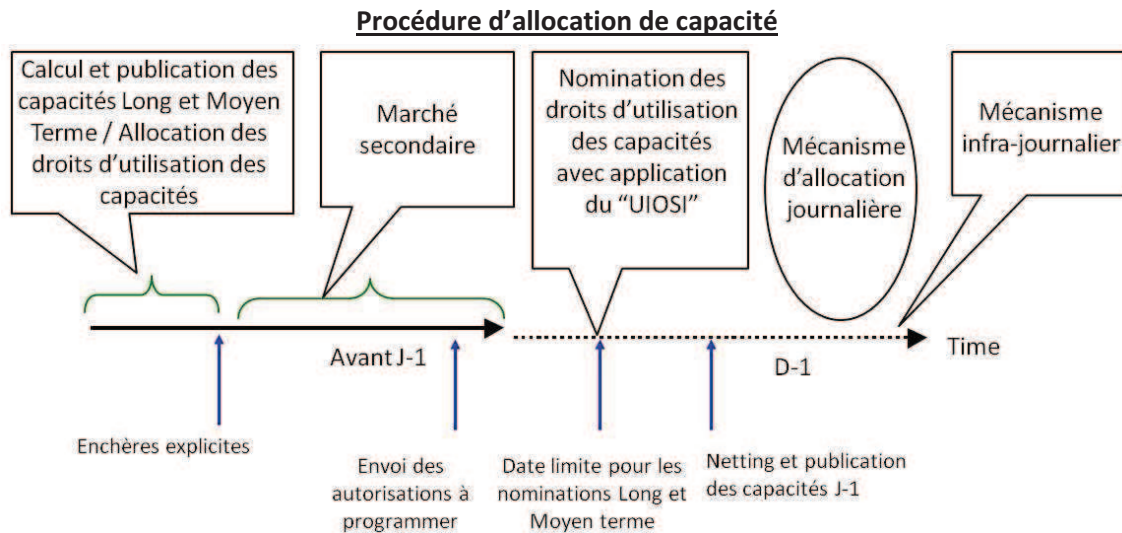 Procédure d'allocation de capacité
Calcul et publication des
capacités Long et Moyen
Terme / Allocation des
droits d'utilisation des
capacités
Marché
secondaire
Nomination des
droits d'utilisation
des capacités
avec application
du "UIOSI"
Mécanisme
d'allocation
journalière
Mécanisme
infra-journalier
Avant J-1
D-1
Time
Enchères explicites
Envoi des
autorisations à
programmer
Date limite pour les
nominations Long et
Moyen terme
Netting et publication
des capacités J-1